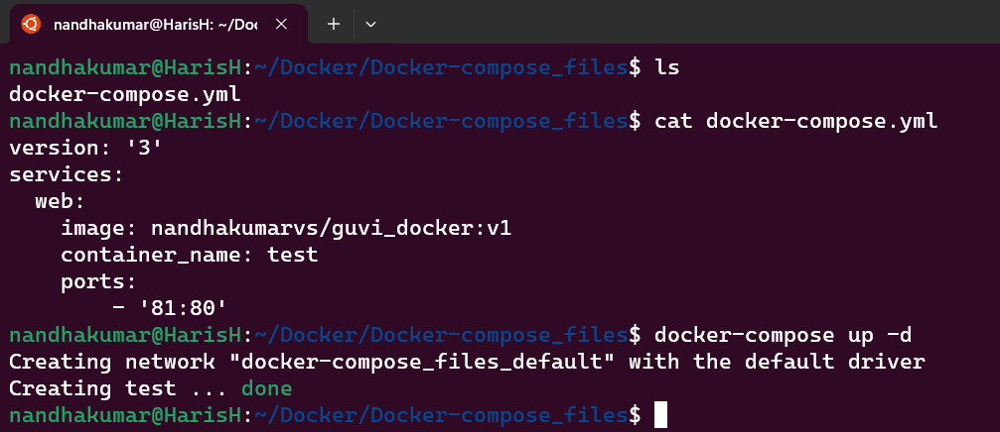 nandhakumar@HarisH: ~/Doc
nandhakumar@HarisH:~/Docker/Docker-compose_files$ ls
docker-compose.yml
nandhakumar@HarisH:~/Docker/Docker-compose_files$ cat docker-compose.yml
version: '3'
services:
  web:
    image: nandhakumarvs/guvi_docker:v1
    container_name: test
    ports:
        - '81:80'
nandhakumar@HarisH:~/Docker/Docker-compose_files$ docker-compose up -d
Creating network "docker-compose_files_default" with the default driver
Creating test ... done
nandhakumar@HarisH:~/Docker/Docker-compose_files$